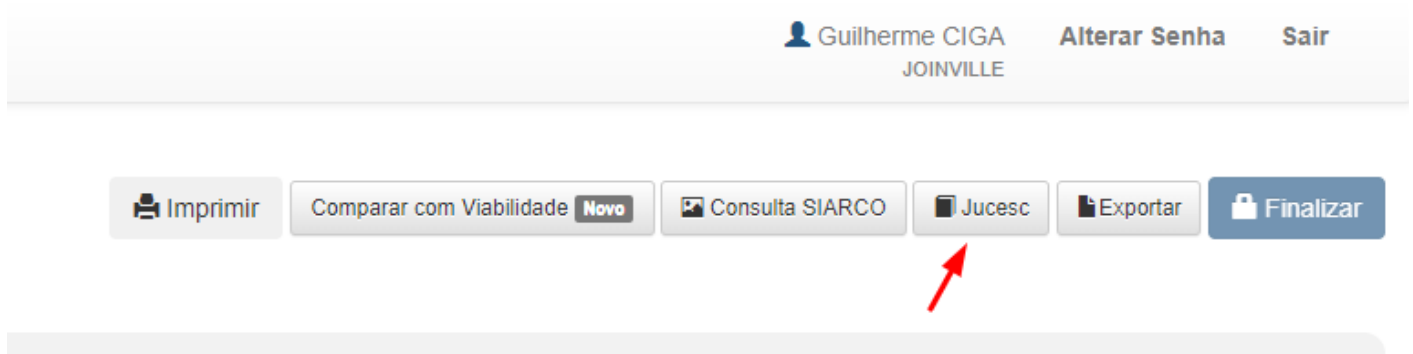 Guilherme CIGA Alterar Senha Sair
JOINVILLE
Imprimir Comparar com Viabilidade Novo Consulta SIARCO Jucesc Exportar Finalizar